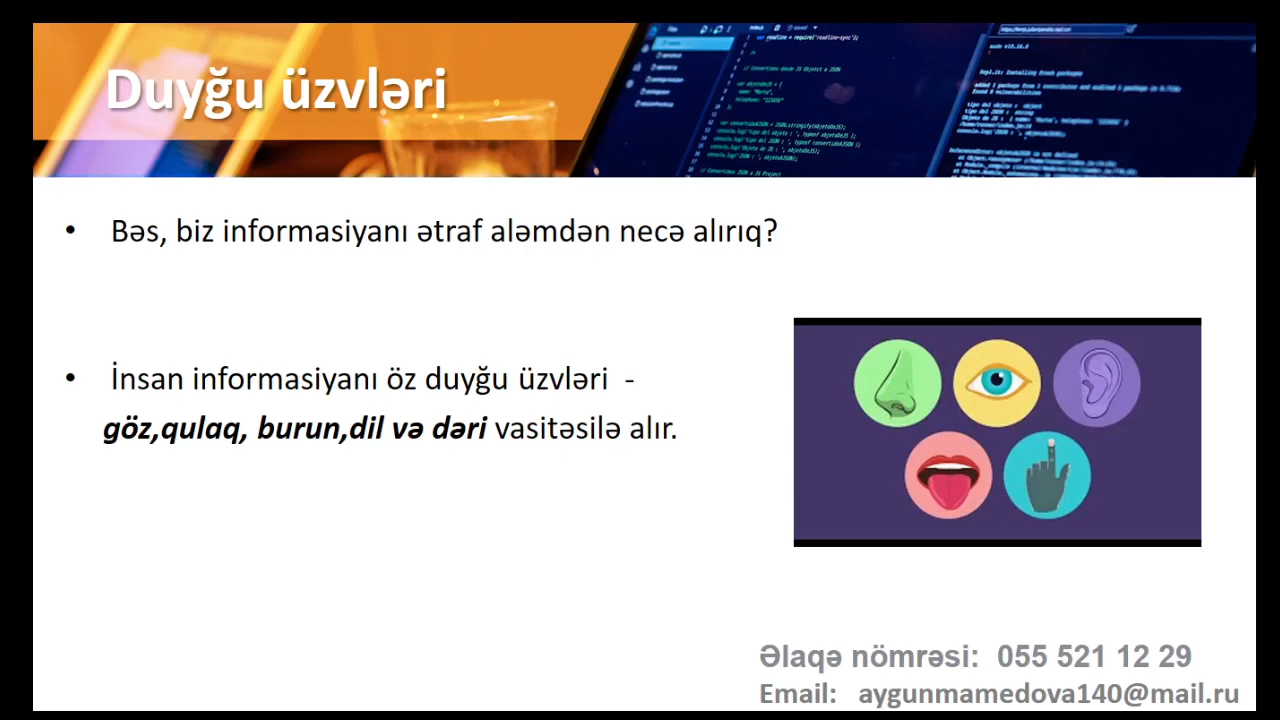 Duyğu üzvləri
• Bəs, biz informasiyanı ətraf aləmdən necə alırıq?
• İnsan informasiyanı öz duyğu üzvləri -
göz,qulaq, burun,dil və dəri vasitəsilə alır.
Əlaqə nömrəsi: 055 521 12 29
Email: aygunmamedova140@mail.ru